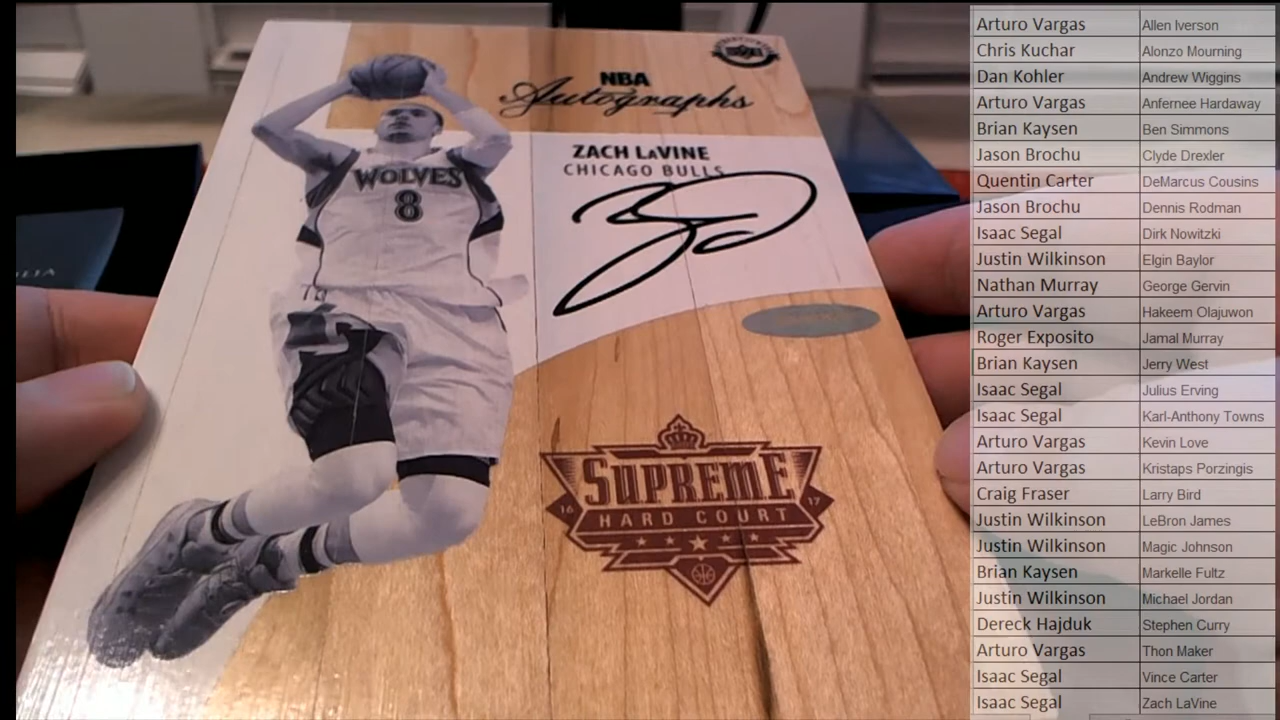 NBA
Autographs
ZACH LaVINE
CHICAGO BULLS
WOLVES
8
SUPREME
16 17
HARD COURT
Arturo Vargas Allen Iverson
Chris Kuchar Alonzo Mourning
Dan Kohler Andrew Wiggins
Arturo Vargas Anfernee Hardaway
Brian Kaysen Ben Simmons
Jason Brochu Clyde Drexler
Quentin Carter DeMarcus Cousins
Jason Brochu Dennis Rodman
Isaac Segal Dirk Nowitzki
Justin Wilkinson Elgin Baylor
Nathan Murray George Gervin
Arturo Vargas Hakeem Olajuwon
Roger Exposito Jamal Murray
Brian Kaysen Jerry West
Isaac Segal Julius Erving
Isaac Segal Karl-Anthony Towns
Arturo Vargas Kevin Love
Arturo Vargas Kristaps Porzingis
Craig Fraser Larry Bird
Justin Wilkinson LeBron James
Justin Wilkinson Magic Johnson
Brian Kaysen Markelle Fultz
Justin Wilkinson Michael Jordan
Dereck Hajduk Stephen Curry
Arturo Vargas Thon Maker
Isaac Segal Vince Carter
Isaac Segal Zach LaVine